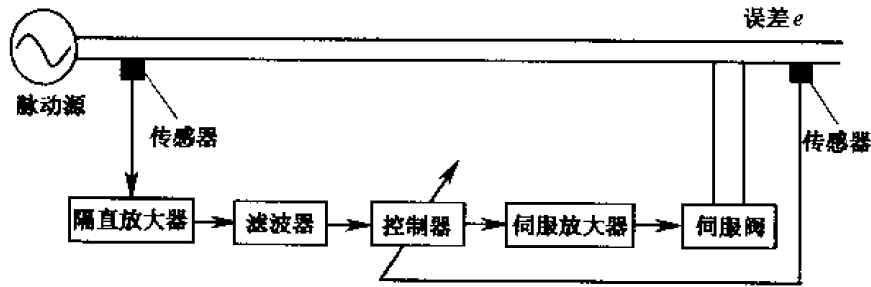 误差e
脉动源
传感器
传感器
隔直放大器
滤波器
控制器
伺服放大器
伺服阀